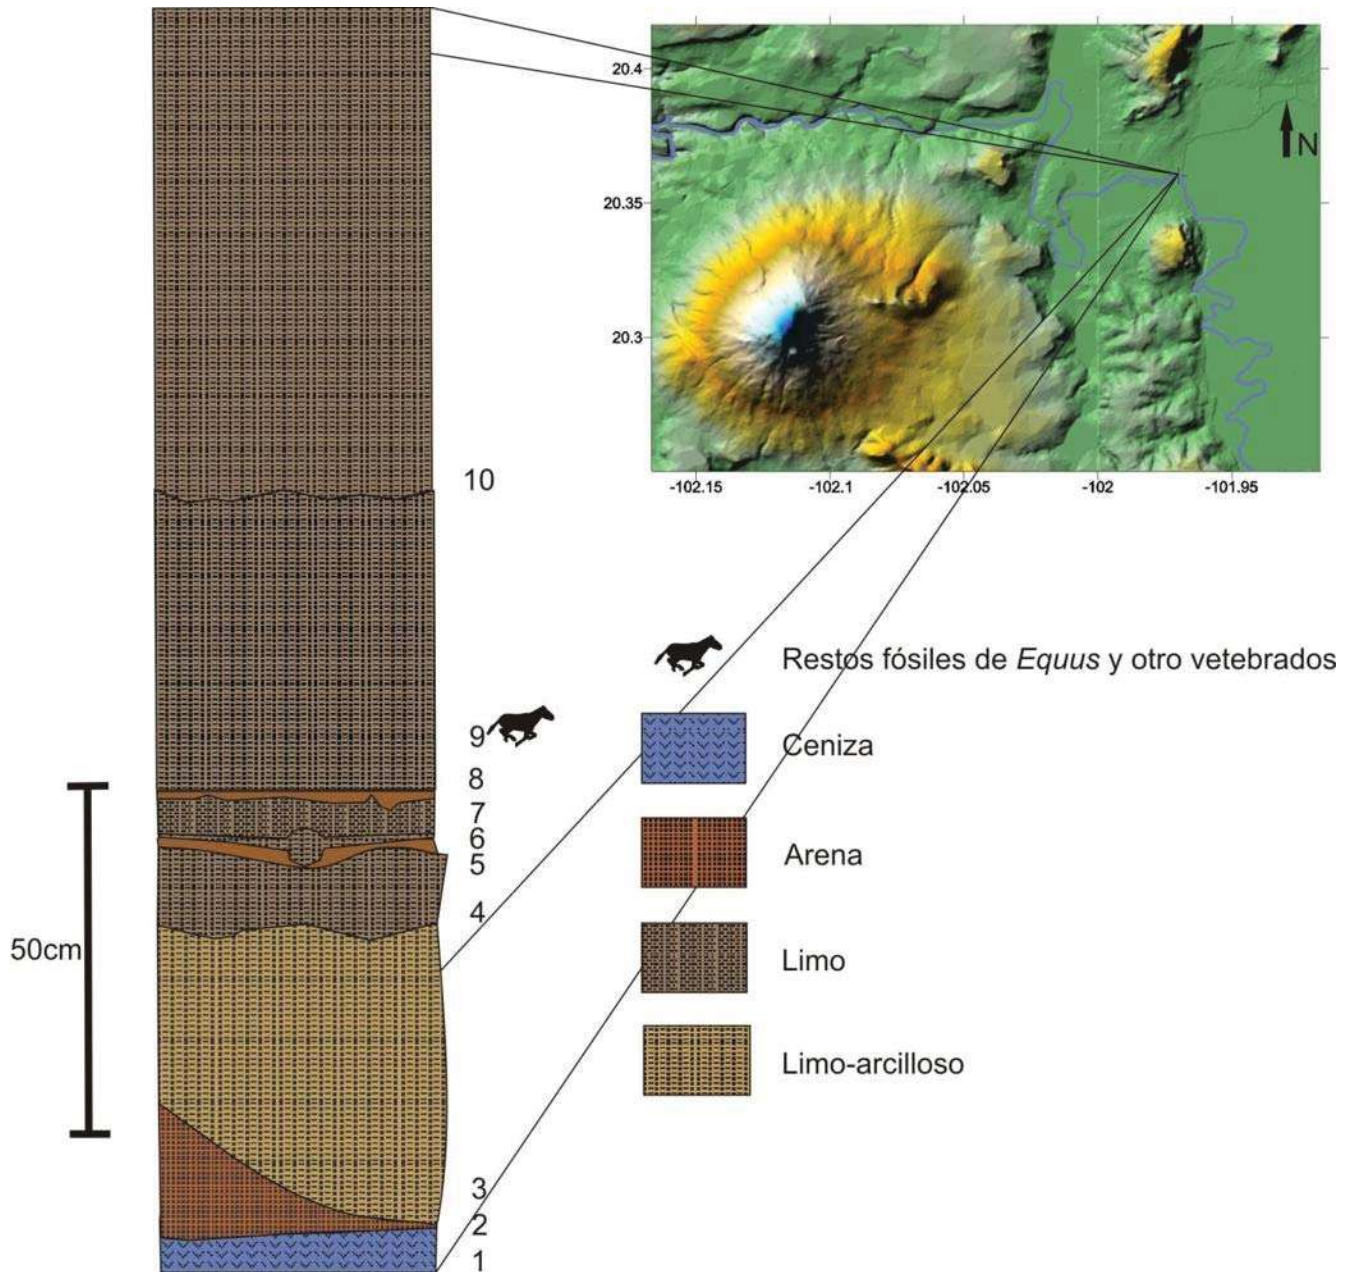 20.4
20.35
20.3
N
-102.15 -102.1 -102.05 -102 -101.95
10
9
8
7
6
5
4
3
2
1
50cm
Restos fósiles de Equus y otro vetebrados
Ceniza
Arena
Limo
Limo-arcilloso